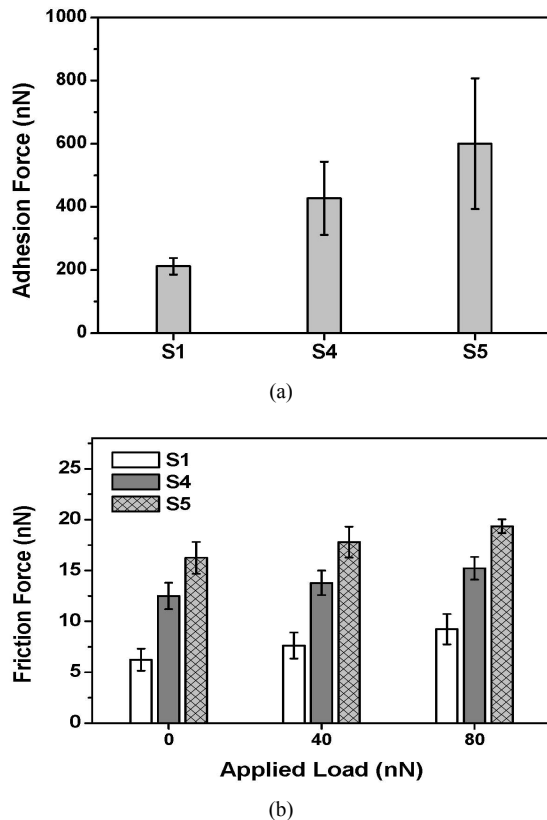 1000
800
600
400
200
0
Adhesion Force (nN)
S1 S4 S5
(a)
S1
S4
S5
25
20
15
10
5
0
Friction Force (nN)
0 40 80
Applied Load (nN)
(b)